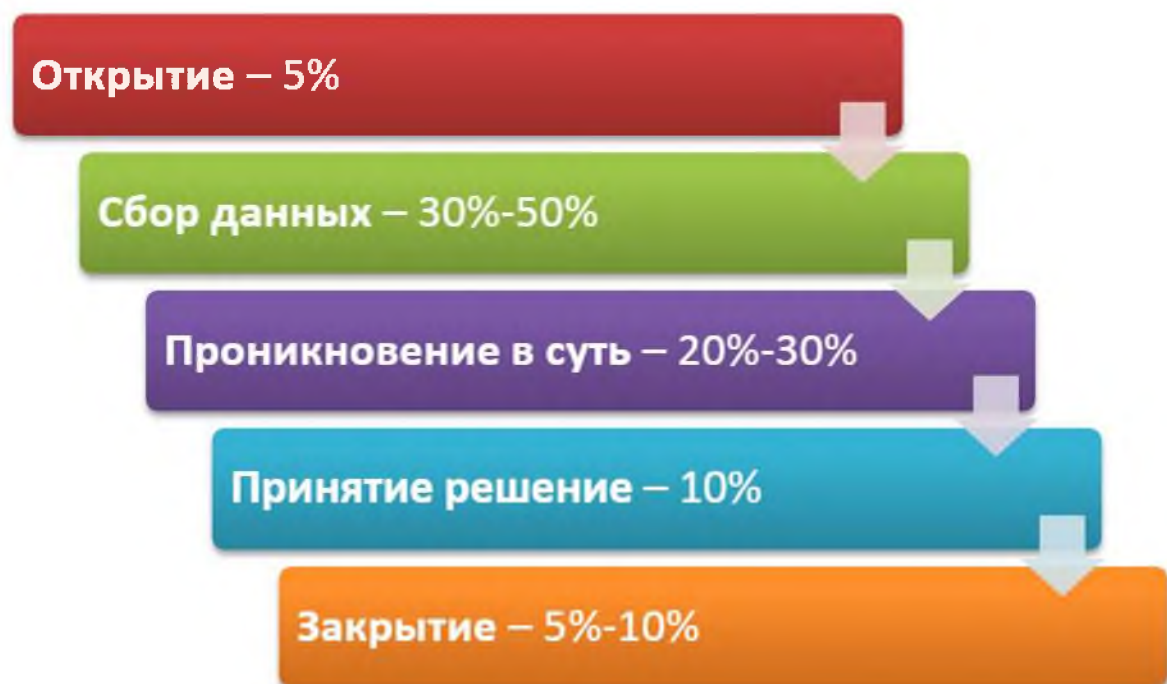 Открытие – 5%
Сбор данных – 30%-50%
Проникновение в суть – 20%-30%
Принятие решение – 10%
Закрытие – 5%-10%